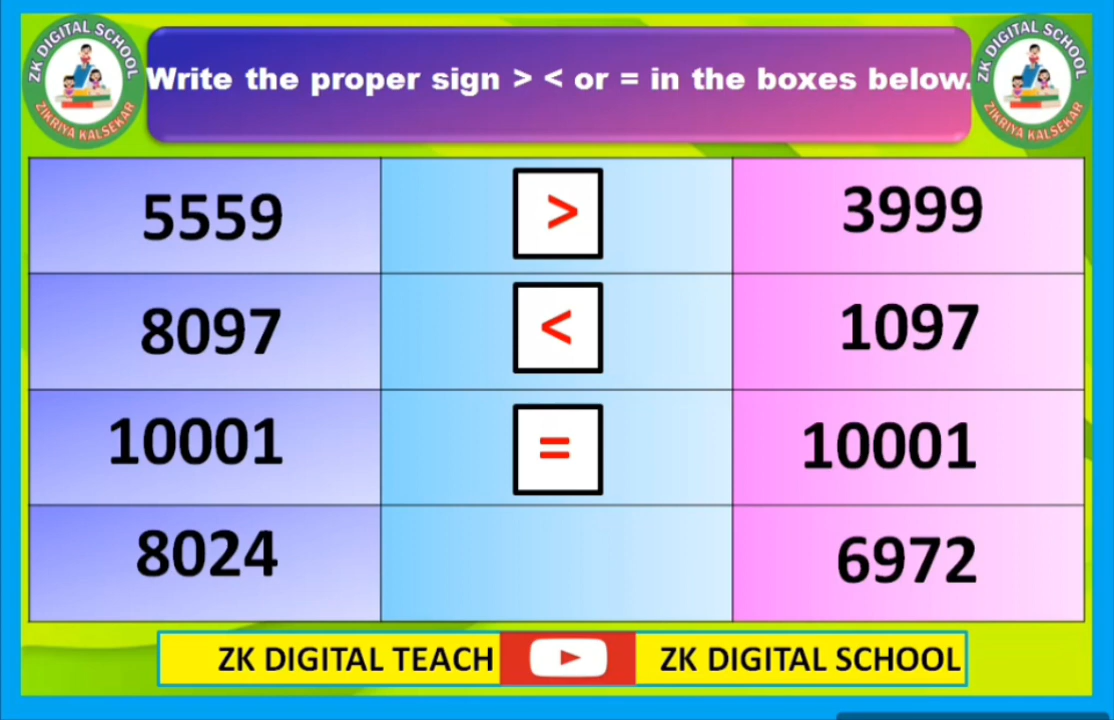 ZK DIGITAL SCHOOL
ZIKRIYA KALSEKAR
Write the proper sign > < or = in the boxes below.
ZK DIGITAL SCHOOL
ZIKRIYA KALSEKAR
5559 > 3999
8097 < 1097
10001 = 10001
8024 6972
ZK DIGITAL TEACH ZK DIGITAL SCHOOL